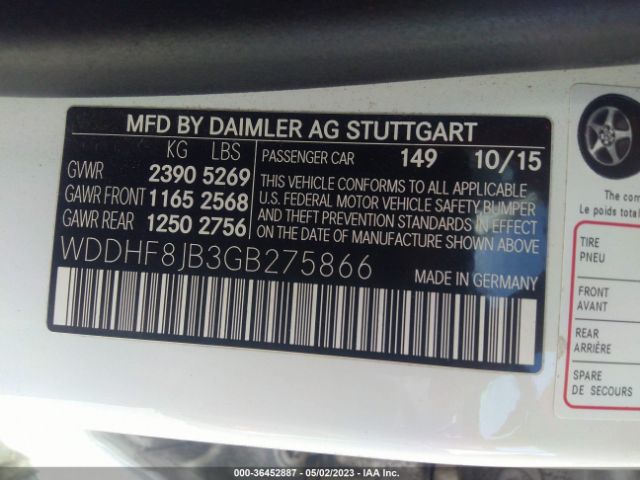 MFD BY DAIMLER AG STUTTGART
KG LBS
GVWR 2390 5269
GAWR FRONT 1165 2568
GAWR REAR 1250 2756
PASSENGER CAR 149 10/15
THIS VEHICLE CONFORMS TO ALL APPLICABLE
U.S. FEDERAL MOTOR VEHICLE SAFETY BUMPER
AND THEFT PREVENTION STANDARDS IN EFFECT
ON DATE OF MANUFACTURE SHOWN ABOVE.
WDDHF8JB3GB275866
MADE IN GERMANY
The com
Le poids total
TIRE
PNEU
FRONT
AVANT
REAR
ARRIÈRE
SPARE
DE SECOURS
000-36452887 - 05/02/2023 - IAA Inc.